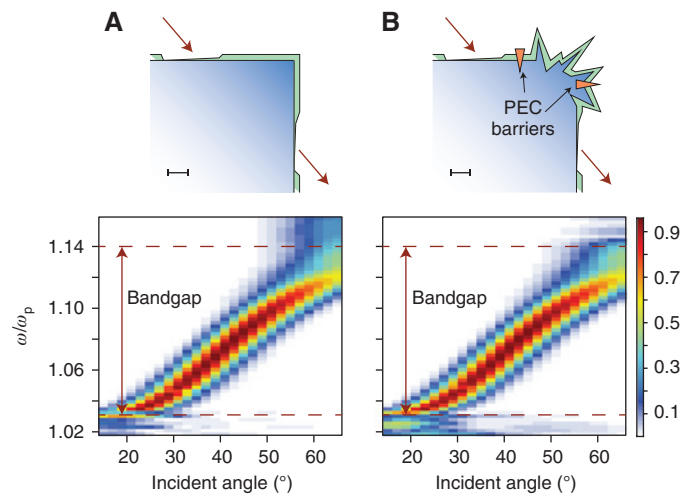 A
B
PEC
barriers
1.14
1.10
1.06
1.02
ω/ωp
Bandgap
20 30 40 50 60
Incident angle (°)
Bandgap
20 30 40 50 60
Incident angle (°)
0.9
0.7
0.5
0.3
0.1